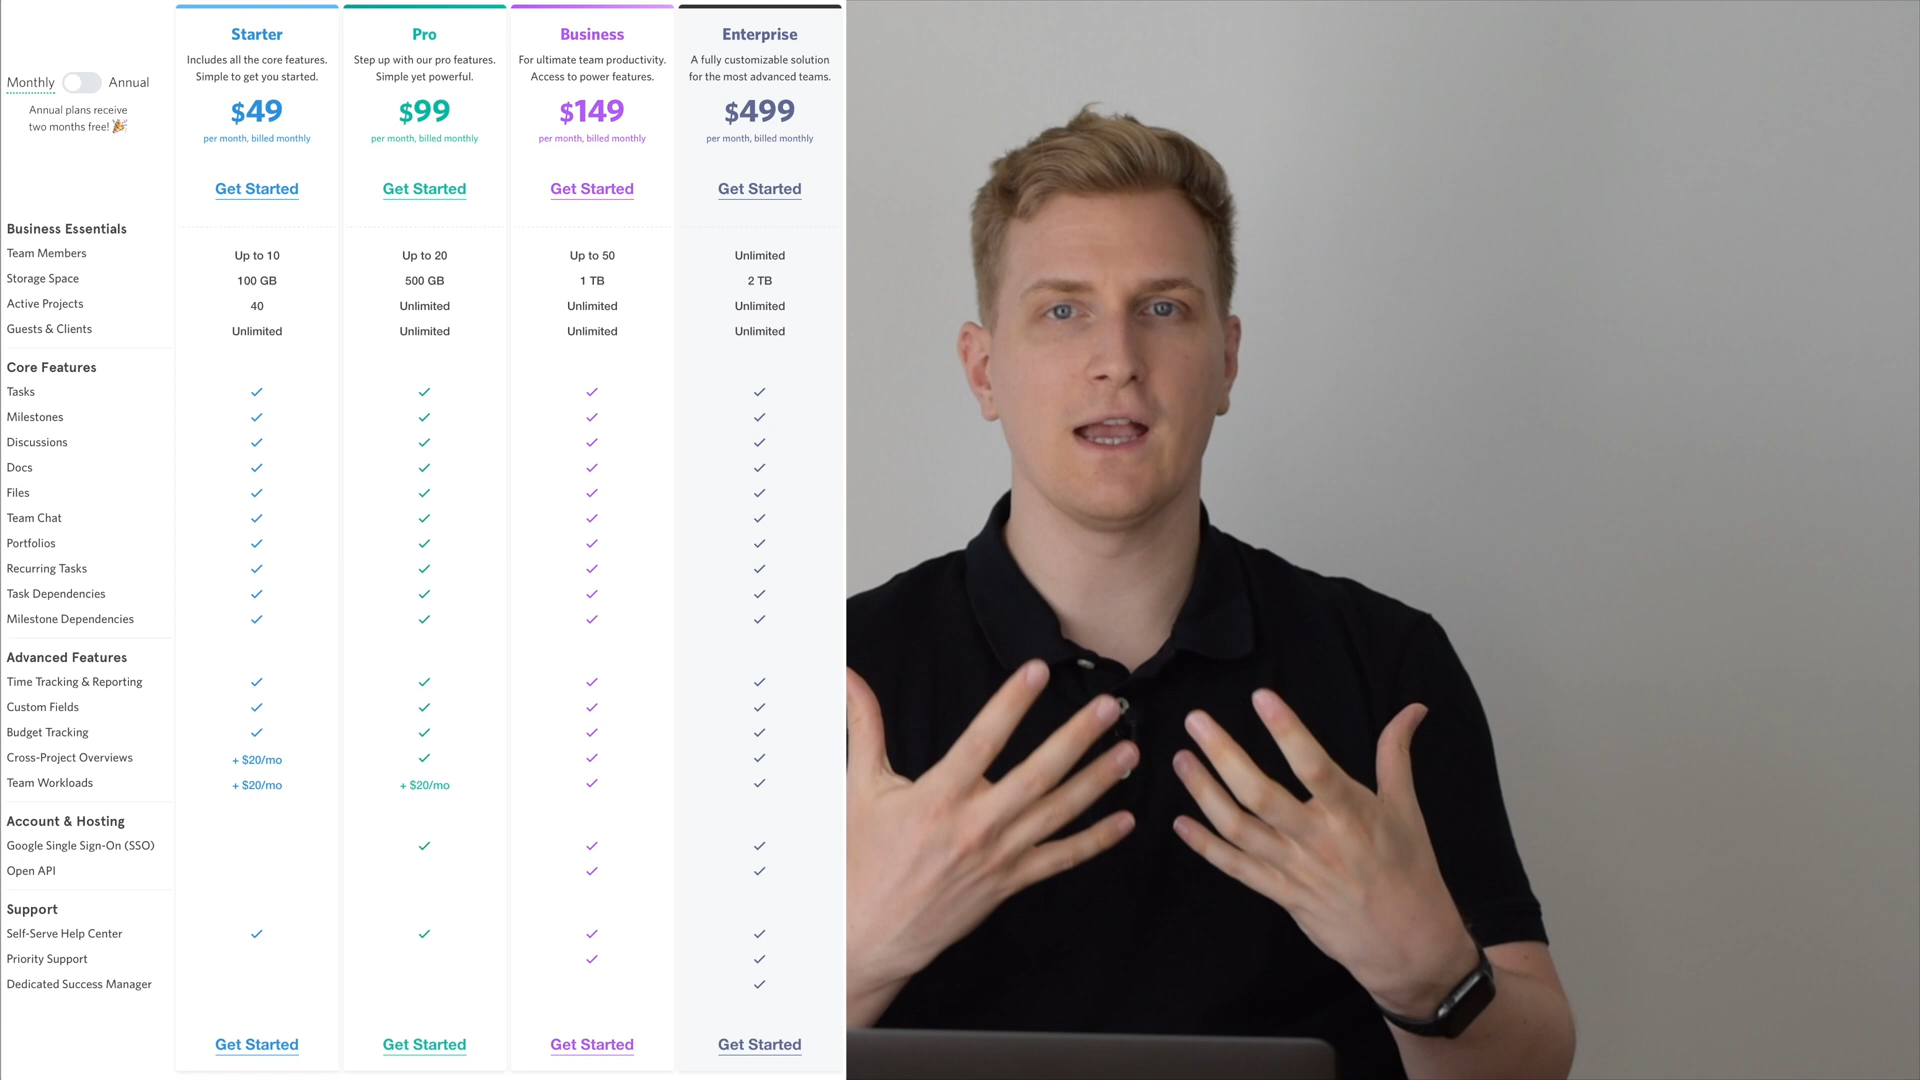 Monthly Annual
Annual plans receive
two months free!
Starter
Includes all the core features.
Simple to get you started.
$49
per month, billed monthly
Get Started
Pro
Step up with our pro features.
Simple yet powerful.
$99
per month, billed monthly
Get Started
Business
For ultimate team productivity.
Access to power features.
$149
per month, billed monthly
Get Started
Enterprise
A fully customizable solution
for the most advanced teams.
$499
per month, billed monthly
Get Started
Business Essentials
Team Members Up to 10 Up to 20 Up to 50 Unlimited
Storage Space 100 GB 500 GB 1 TB 2 TB
Active Projects 40 Unlimited Unlimited Unlimited
Guests & Clients Unlimited Unlimited Unlimited Unlimited
Core Features
Tasks
Milestones
Discussions
Docs
Files
Team Chat
Portfolios
Recurring Tasks
Task Dependencies
Milestone Dependencies
Advanced Features
Time Tracking & Reporting
Custom Fields
Budget Tracking
Cross-Project Overviews + $20/mo
Team Workloads + $20/mo + $20/mo
Account & Hosting
Google Single Sign-On (SSO)
Open API
Support
Self-Serve Help Center
Priority Support
Dedicated Success Manager
Get Started Get Started Get Started Get Started